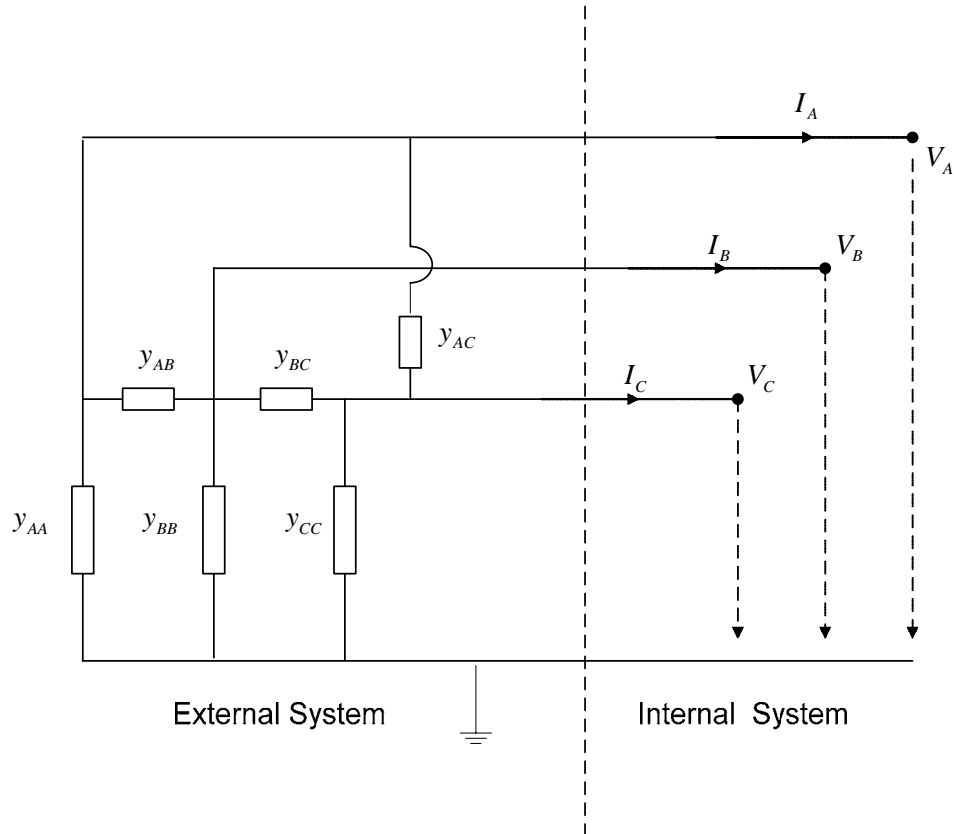 I_A
V_A
I_B
V_B
y_AC
y_AB
y_BC
I_C
V_C
y_AA
y_BB
y_CC
External System
Internal System